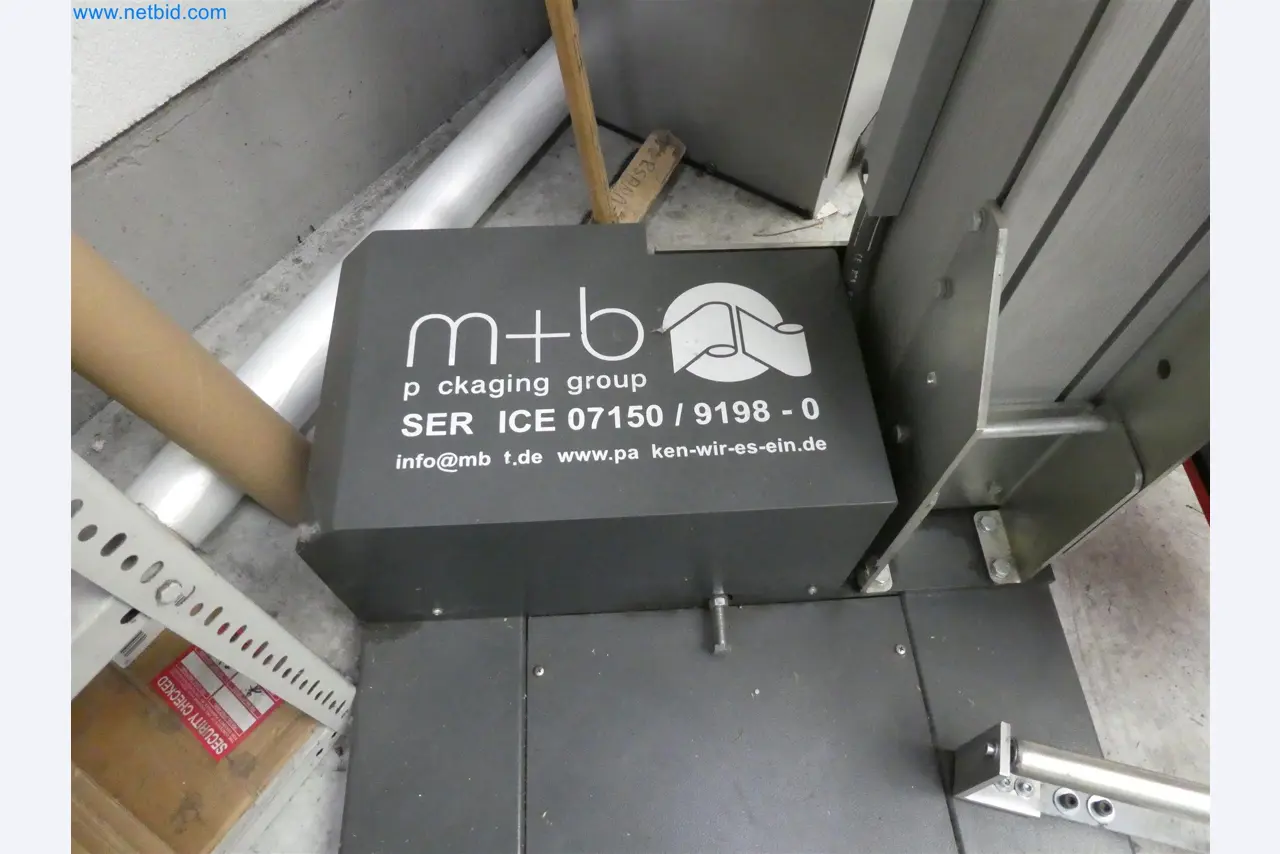 www.netbid.com
m+b
p ckaging group
SER ICE 07150 / 9198 - 0
info@mb t.de www.pa ken-wir-es-ein.de
SECURITY CHECKED